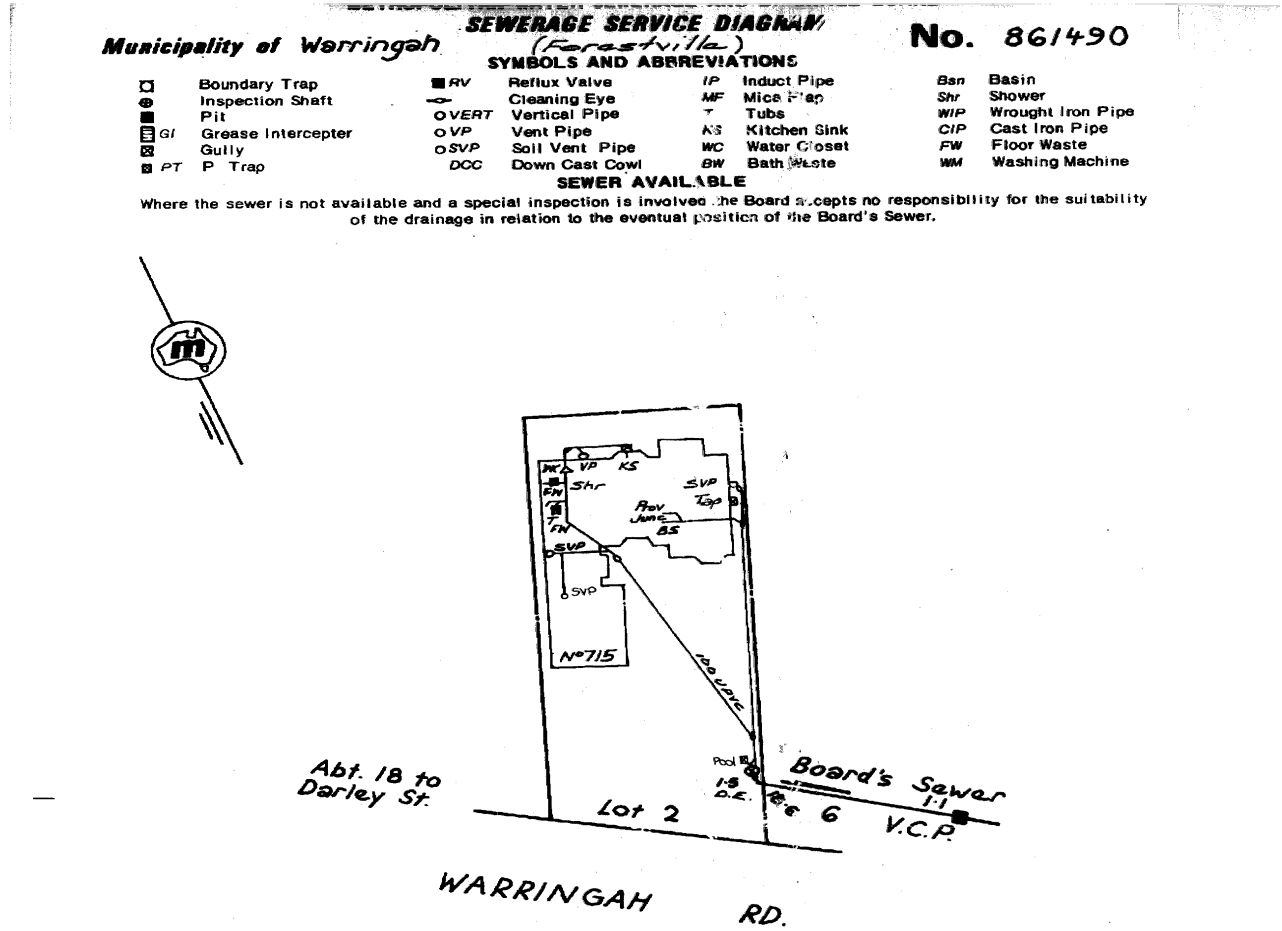 SEWERAGE SERVICE DIAGRAM
Municipality of Warringah
(Forestville)
No. 861490
SYMBOLS AND ABBREVIATIONS
Boundary Trap
Inspection Shaft
Pit
GI Grease Intercepter
Gully
PT P Trap
RV Reflux Valve
Cleaning Eye
VERT Vertical Pipe
VP Vent Pipe
SVP Soil Vent Pipe
DCC Down Cast Cowl
IP Induct Pipe
MF Mica Flap
T Tubs
KS Kitchen Sink
WC Water Closet
BW Bath Waste
Bsn Basin
Shr Shower
WIP Wrought Iron Pipe
CIP Cast Iron Pipe
FW Floor Waste
WM Washing Machine
SEWER AVAILABLE
Where the sewer is not available and a special inspection is involved the Board accepts no responsibility for the suitability
of the drainage in relation to the eventual position of the Board's Sewer.
m
VP
KS
FW
Shr
T
FW
SVP
SVP
SVP
Tap
Prov
Junc
BS
No 715
100 UPVC
Pool
1.5
D.E.
Board's Sewer
1.1
6
V.C.P.
Abt. 18 to
Darley St.
Lot 2
WARRINGAH RD.